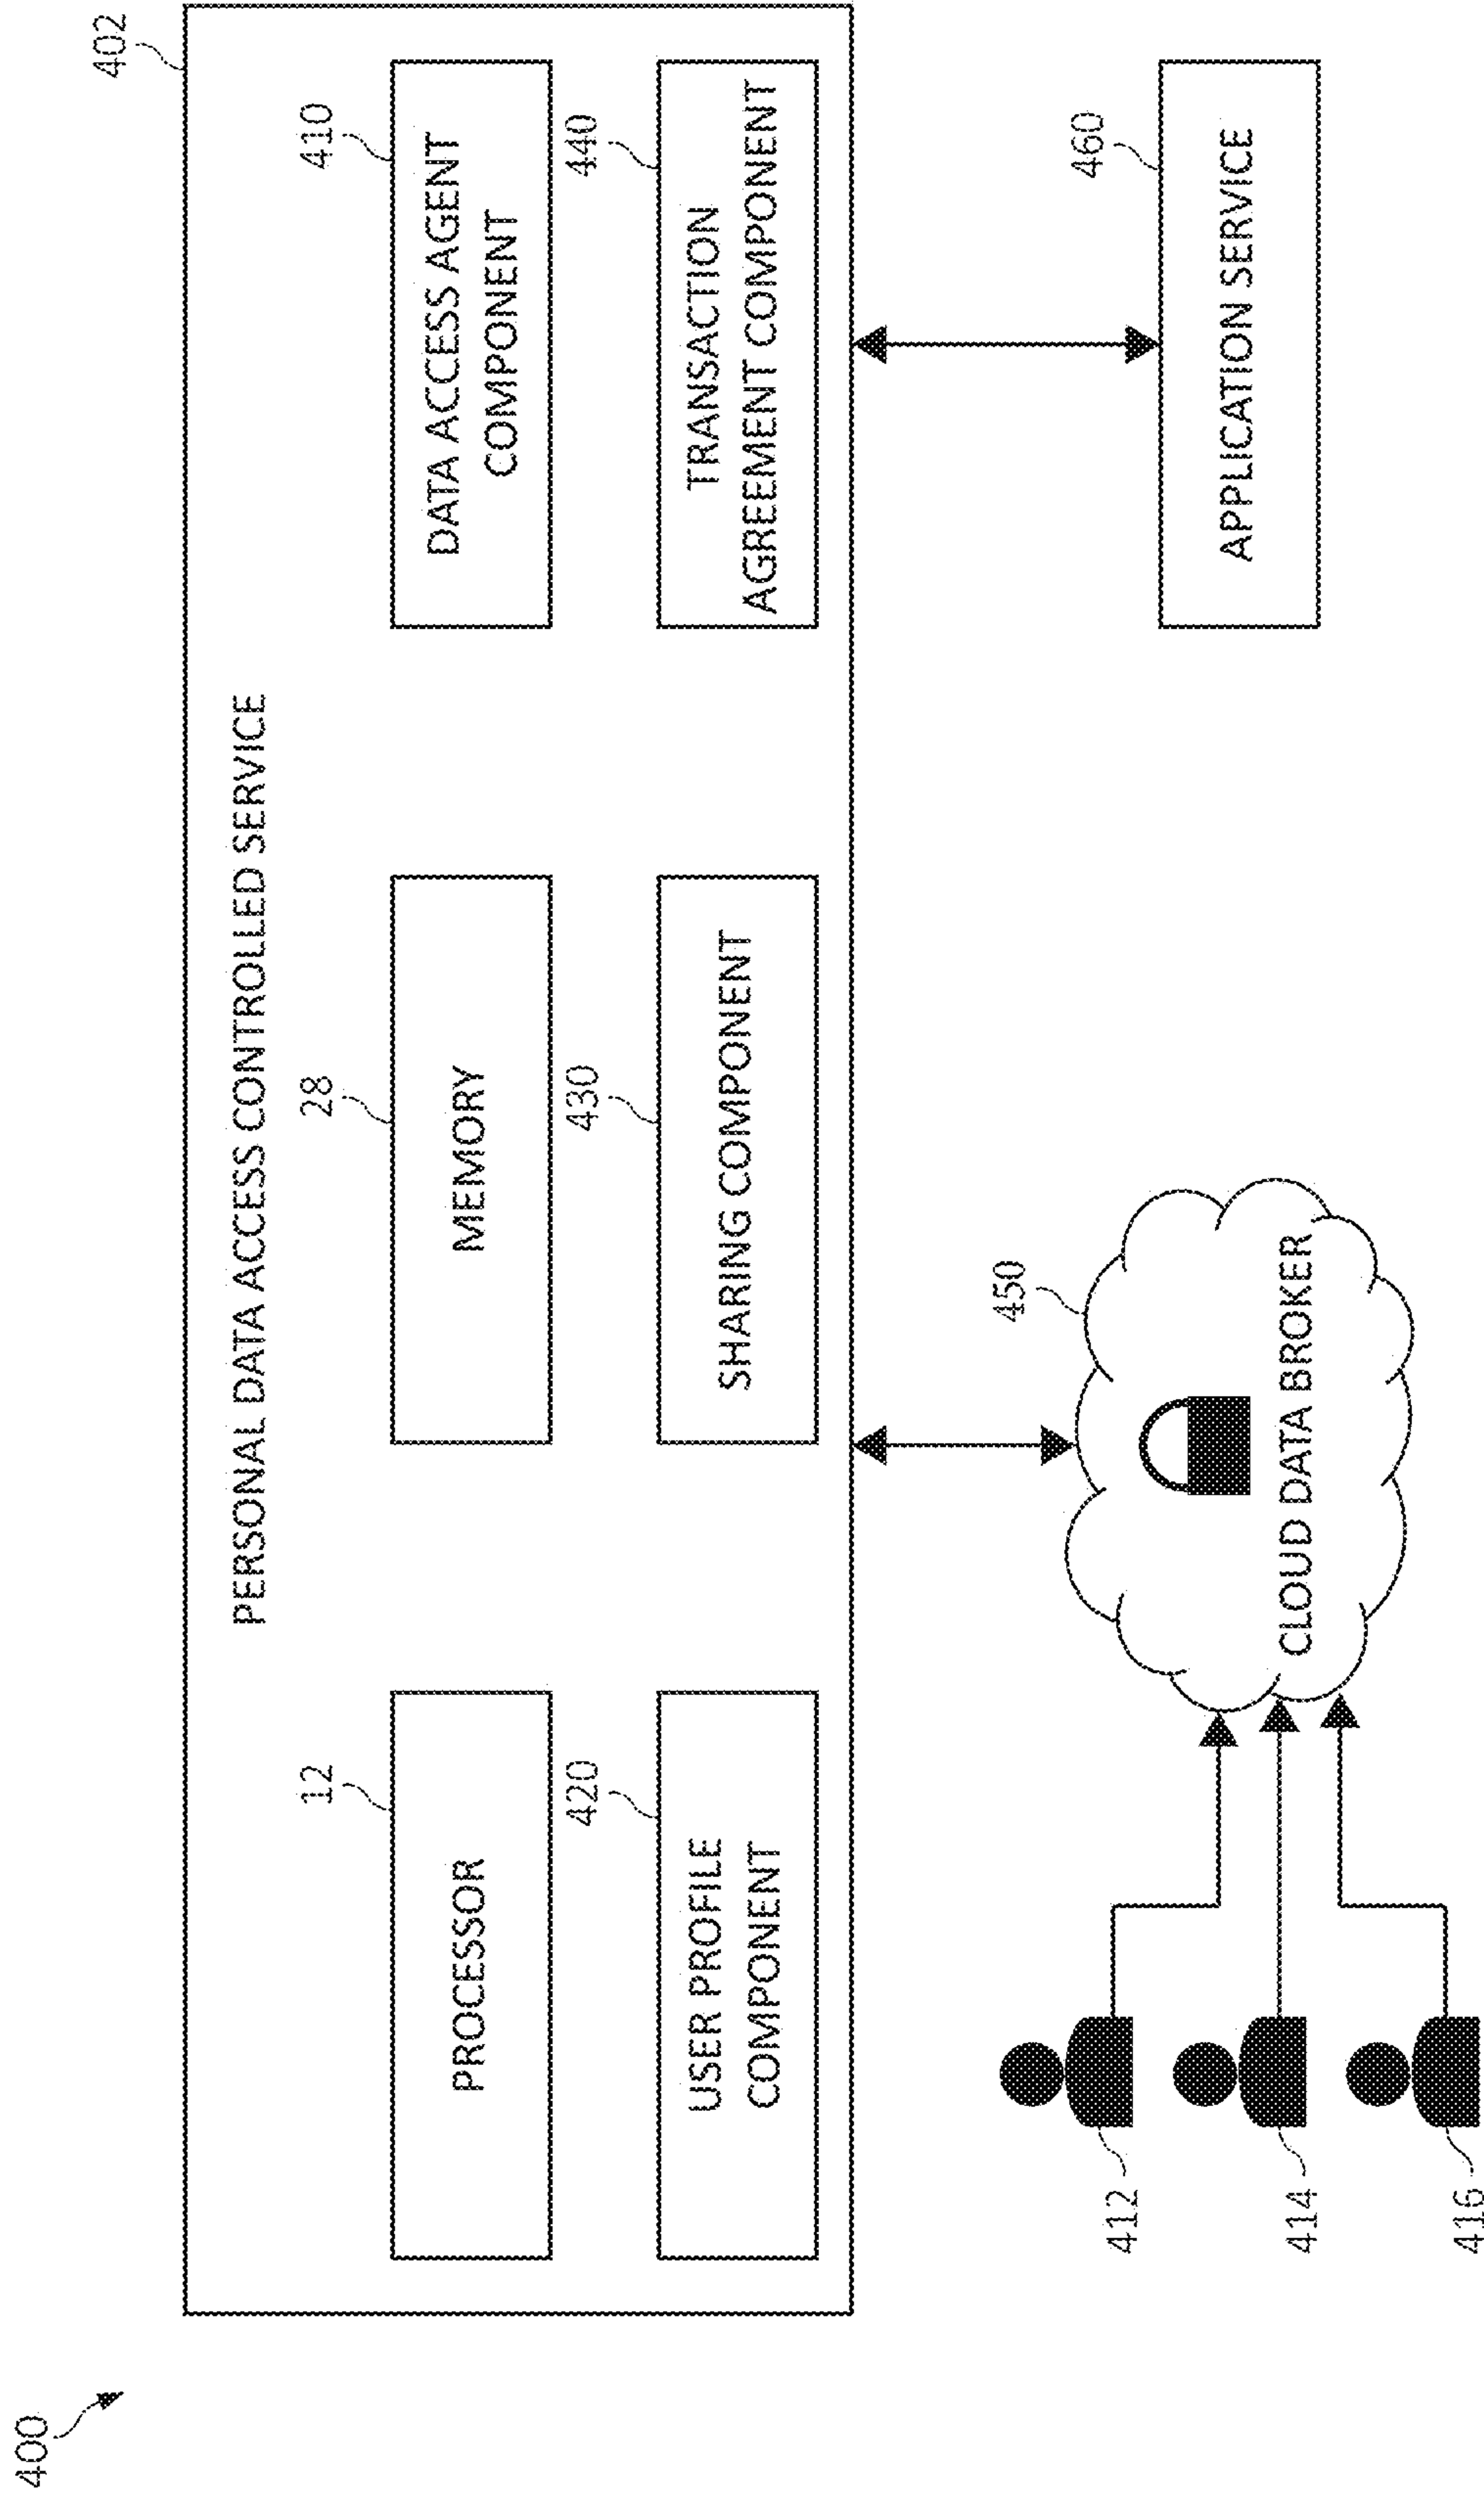 400
402
PERSONAL DATA ACCESS CONTROLLED SERVICE
12
28
410
PROCESSOR
MEMORY
DATA ACCESS AGENT
COMPONENT
420
430
440
USER PROFILE
COMPONENT
SHARING COMPONENT
TRANSACTION
AGREEMENT COMPONENT
450
460
412
414
416
CLOUD DATA BROKER
APPLICATION SERVICE